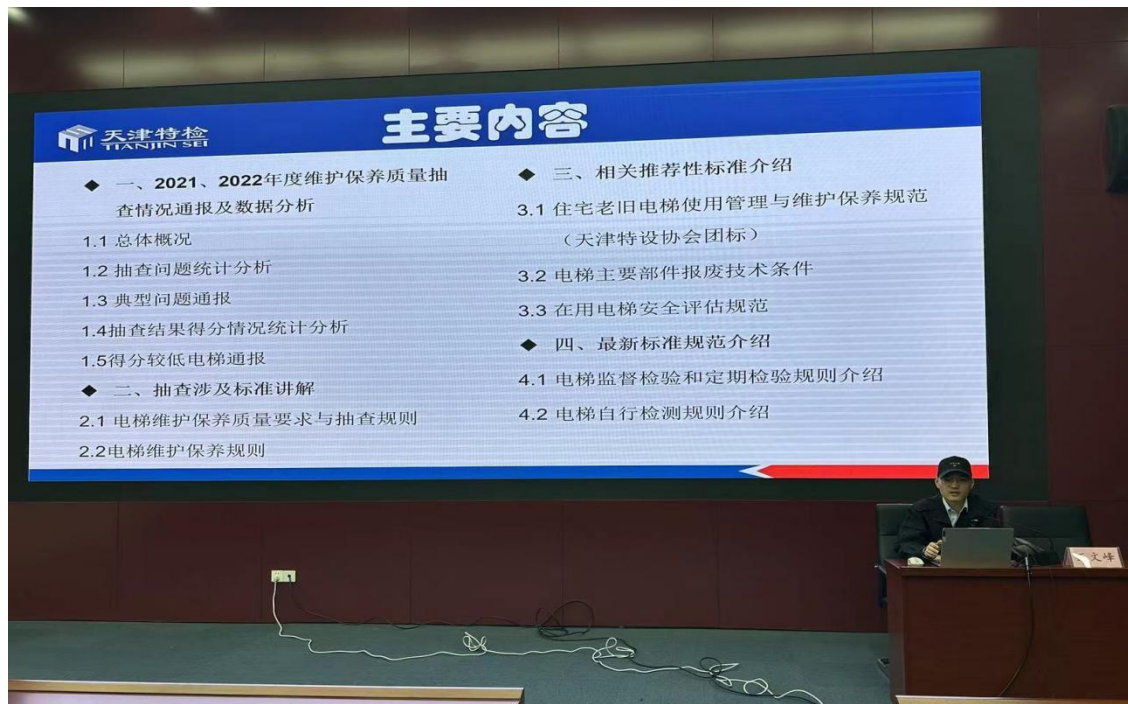 天津特检
TIANJIN SEI
主要内容
◆ 一、2021、2022年度维护保养质量抽
查情况通报及数据分析
1.1 总体概况
1.2 抽查问题统计分析
1.3 典型问题通报
1.4抽查结果得分情况统计分析
1.5得分较低电梯通报
◆ 二、抽查涉及标准讲解
2.1 电梯维护保养质量要求与抽查规则
2.2电梯维护保养规则
◆ 三、相关推荐性标准介绍
3.1 住宅老旧电梯使用管理与维护保养规范
（天津特设协会团标）
3.2 电梯主要部件报废技术条件
3.3 在用电梯安全评估规范
◆ 四、最新标准规范介绍
4.1 电梯监督检验和定期检验规则介绍
4.2 电梯自行检测规则介绍
文峰